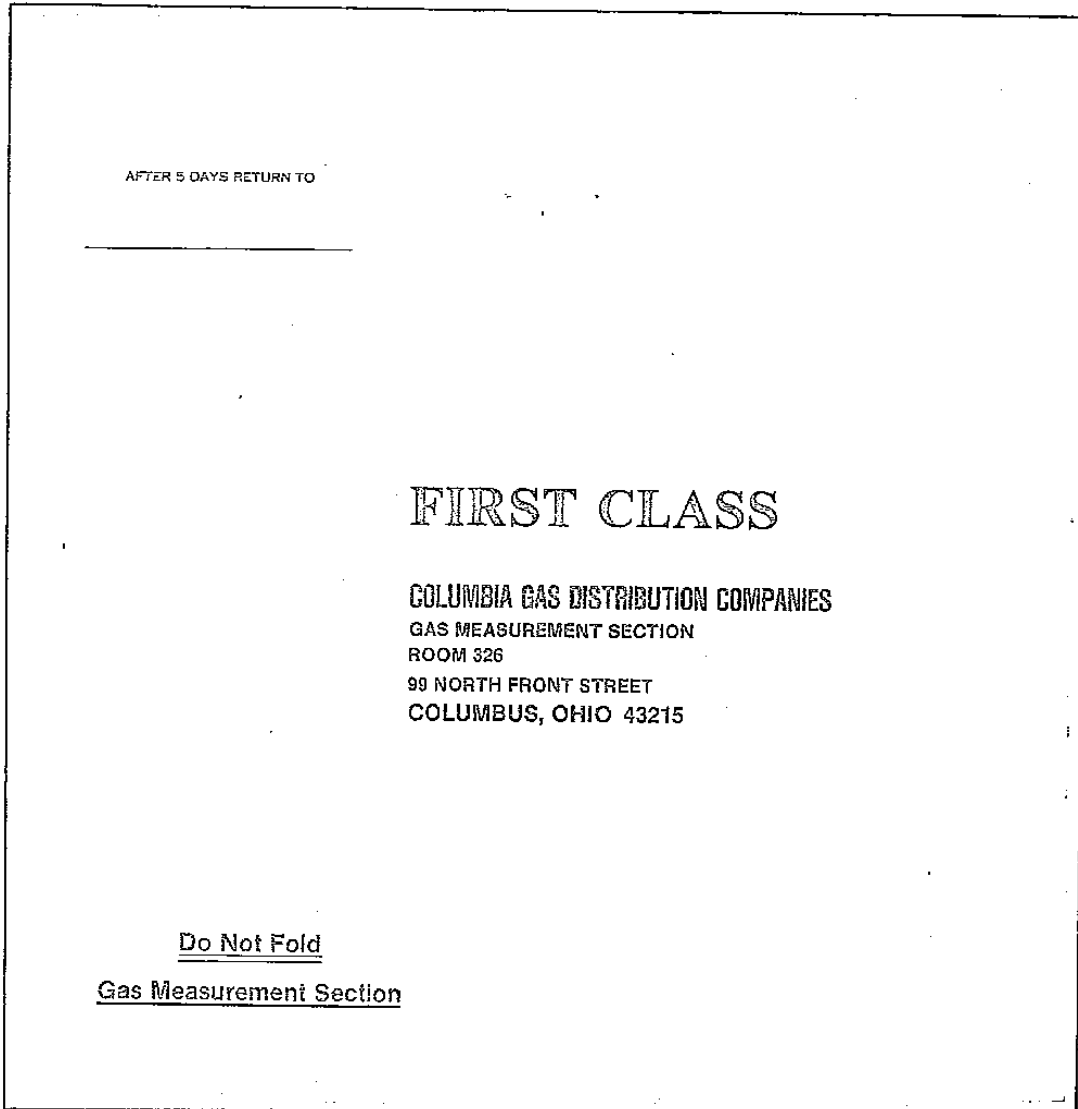 AFTER 5 DAYS RETURN TO
FIRST CLASS
COLUMBIA GAS DISTRIBUTION COMPANIES
GAS MEASUREMENT SECTION
ROOM 326
99 NORTH FRONT STREET
COLUMBUS, OHIO 43215
Do Not Fold
Gas Measurement Section